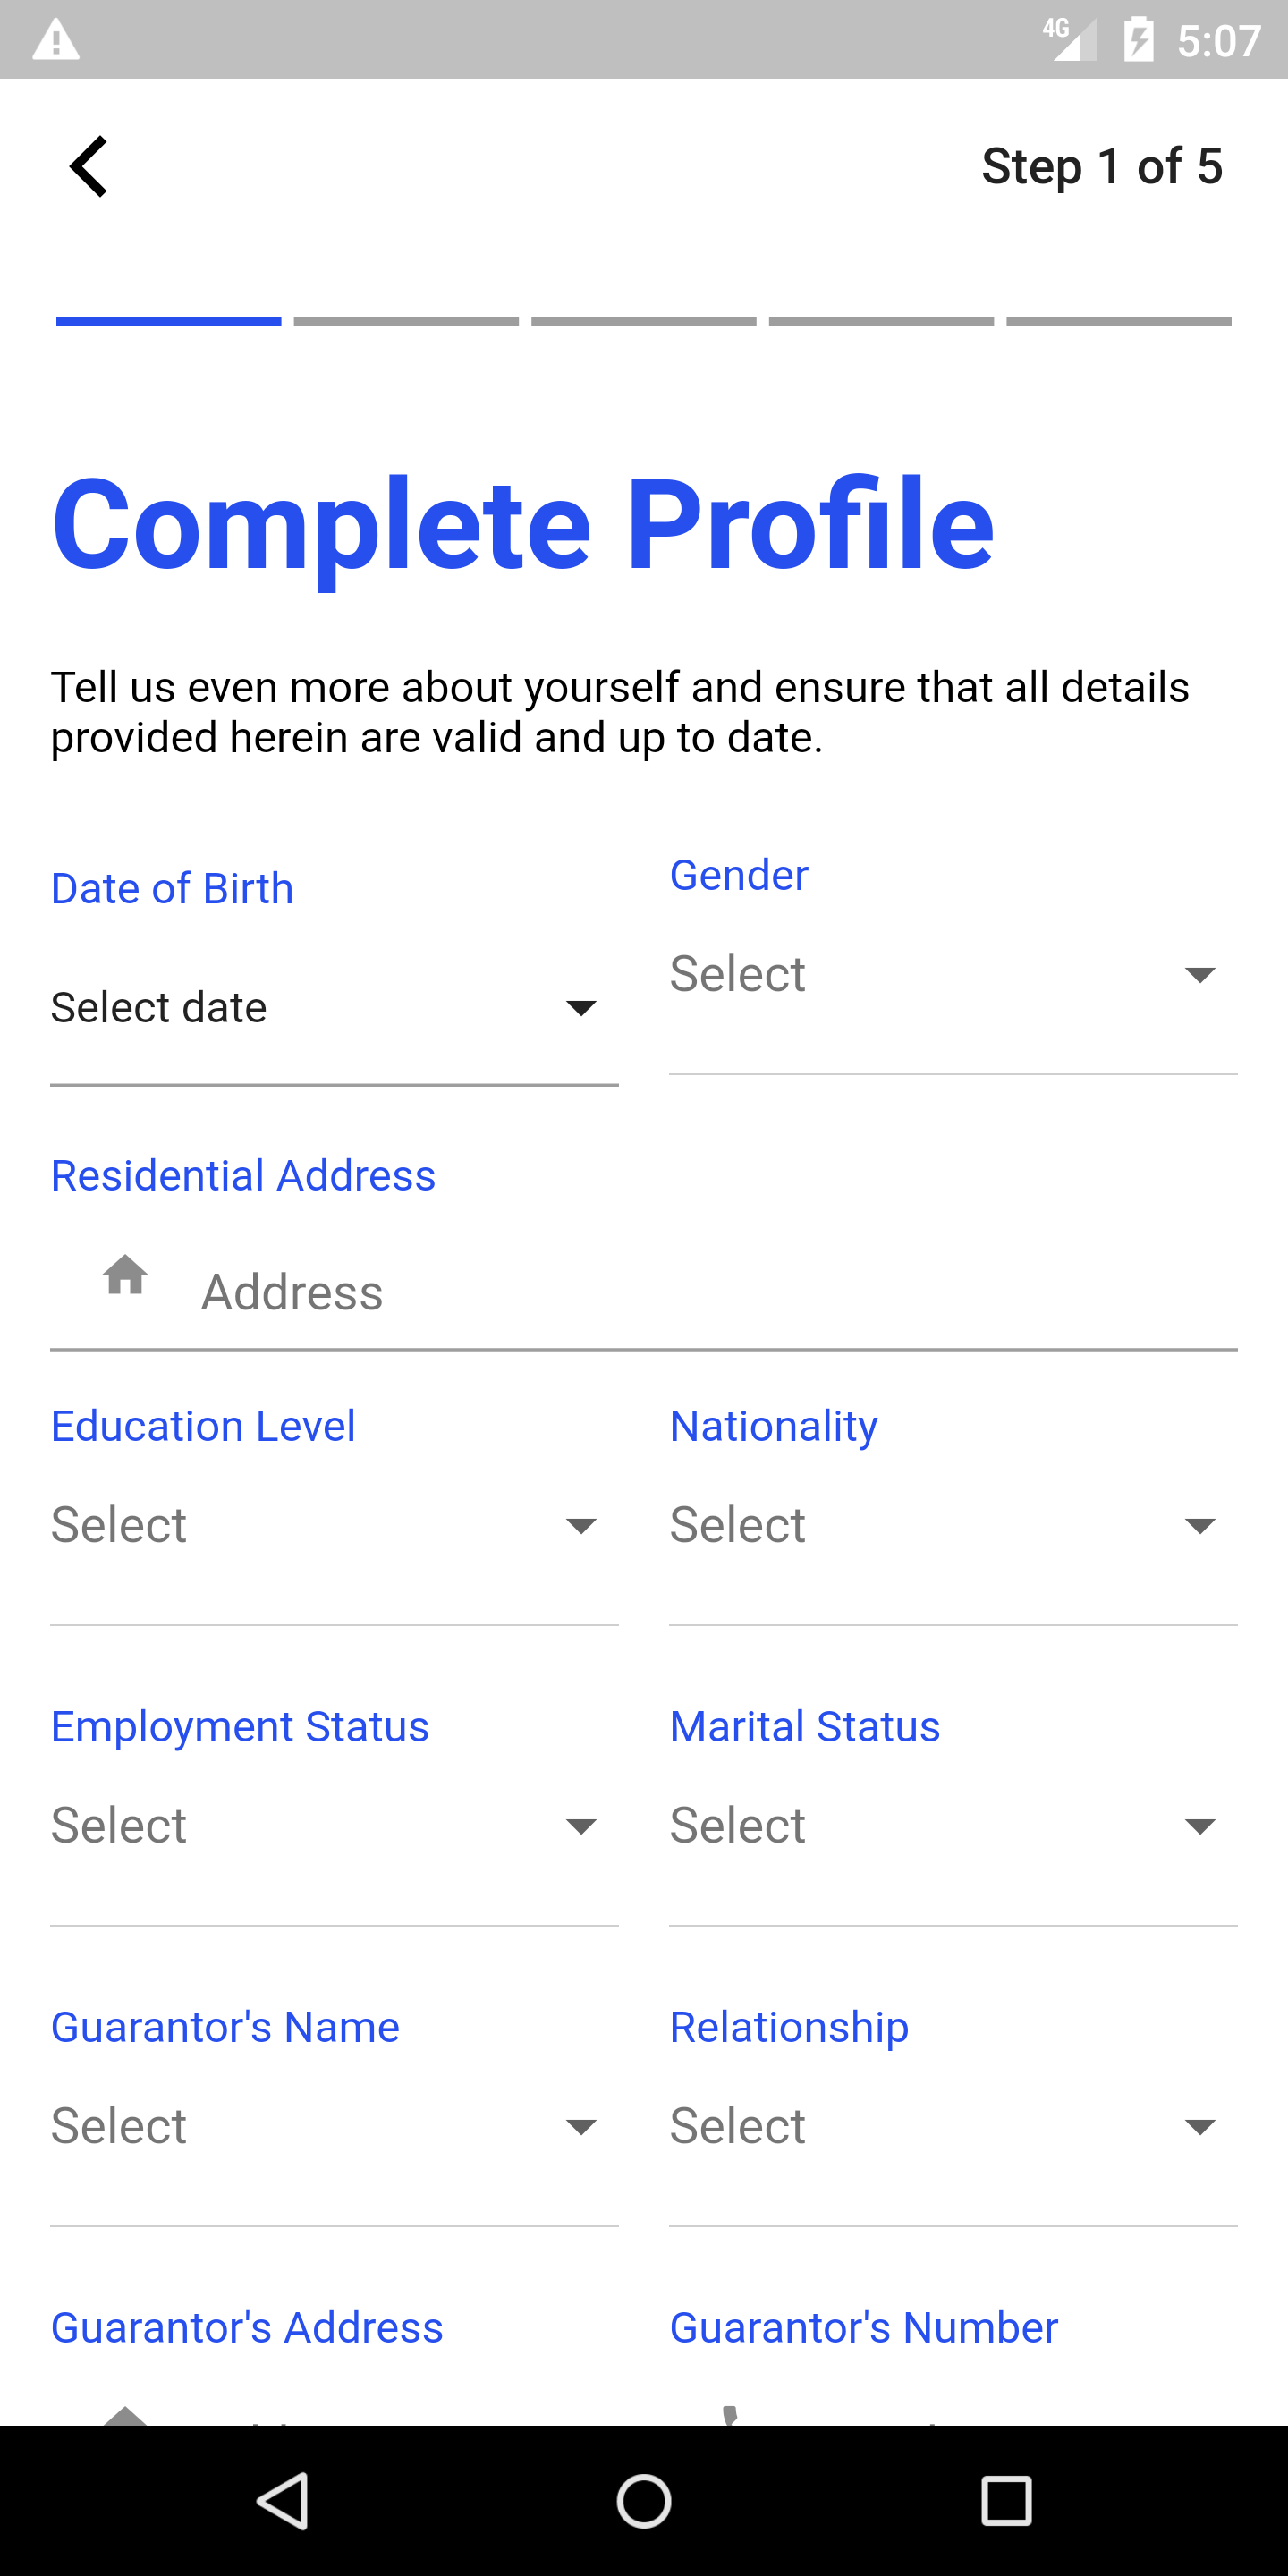 4G 5:07
Step 1 of 5
Complete Profile
Tell us even more about yourself and ensure that all details
provided herein are valid and up to date.
Date of Birth
Gender
Select date
Select
Residential Address
Address
Education Level
Nationality
Select
Select
Employment Status
Marital Status
Select
Select
Guarantor's Name
Relationship
Select
Select
Guarantor's Address
Guarantor's Number